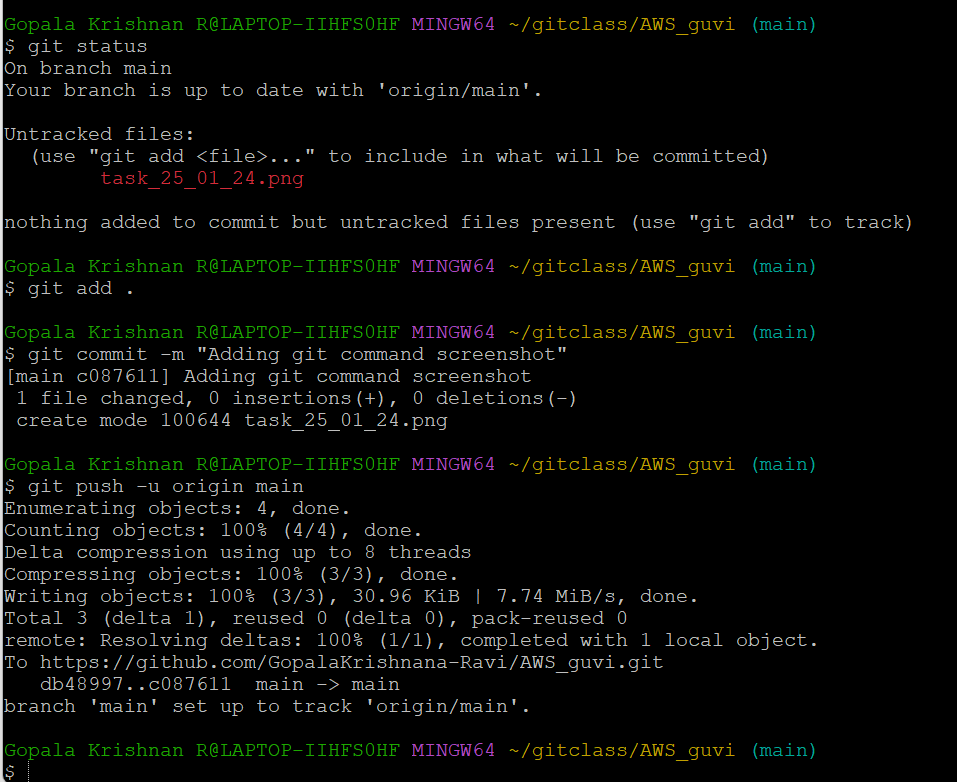 Gopala Krishnan R@LAPTOP-IIHFS0HF MINGW64 ~/gitclass/AWS_guvi (main)
$ git status
On branch main
Your branch is up to date with 'origin/main'.
Untracked files:
  (use "git add <file>..." to include in what will be committed)
        task_25_01_24.png
nothing added to commit but untracked files present (use "git add" to track)
Gopala Krishnan R@LAPTOP-IIHFS0HF MINGW64 ~/gitclass/AWS_guvi (main)
$ git add .
Gopala Krishnan R@LAPTOP-IIHFS0HF MINGW64 ~/gitclass/AWS_guvi (main)
$ git commit -m "Adding git command screenshot"
[main c087611] Adding git command screenshot
 1 file changed, 0 insertions(+), 0 deletions(-)
 create mode 100644 task_25_01_24.png
Gopala Krishnan R@LAPTOP-IIHFS0HF MINGW64 ~/gitclass/AWS_guvi (main)
$ git push -u origin main
Enumerating objects: 4, done.
Counting objects: 100% (4/4), done.
Delta compression using up to 8 threads
Compressing objects: 100% (3/3), done.
Writing objects: 100% (3/3), 30.96 KiB | 7.74 MiB/s, done.
Total 3 (delta 1), reused 0 (delta 0), pack-reused 0
remote: Resolving deltas: 100% (1/1), completed with 1 local object.
To https://github.com/GopalaKrishnana-Ravi/AWS_guvi.git
   db48997..c087611  main -> main
branch 'main' set up to track 'origin/main'.
Gopala Krishnan R@LAPTOP-IIHFS0HF MINGW64 ~/gitclass/AWS_guvi (main)
$